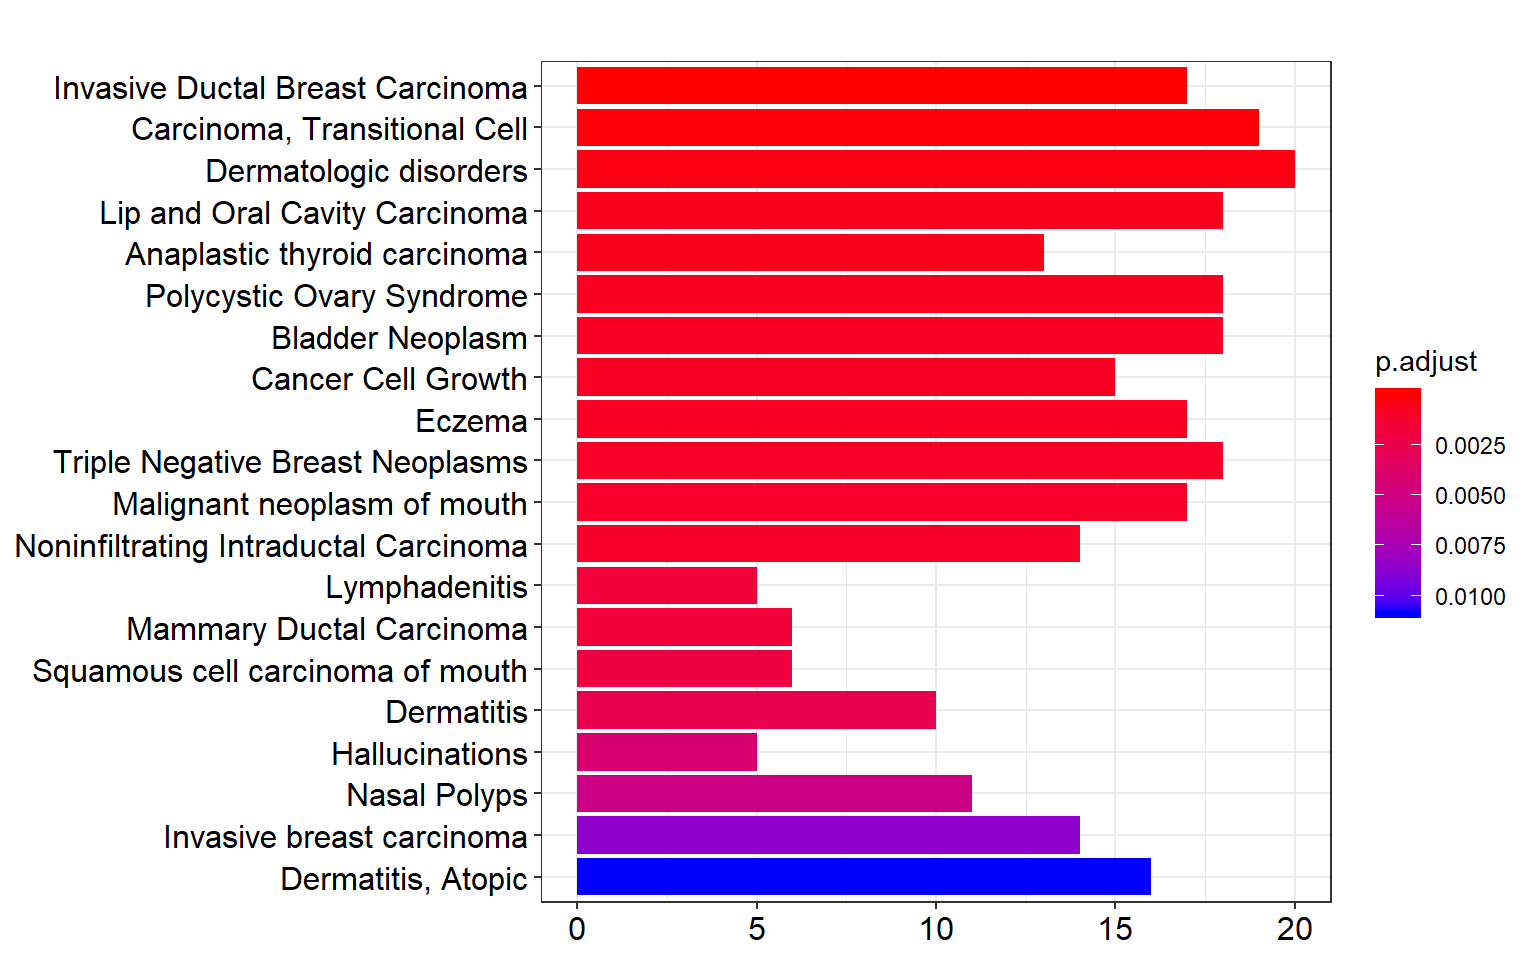 Invasive Ductal Breast Carcinoma
Carcinoma, Transitional Cell
Dermatologic disorders
Lip and Oral Cavity Carcinoma
Anaplastic thyroid carcinoma
Polycystic Ovary Syndrome
Bladder Neoplasm
Cancer Cell Growth
Eczema
Triple Negative Breast Neoplasms
Malignant neoplasm of mouth
Noninfiltrating Intraductal Carcinoma
Lymphadenitis
Mammary Ductal Carcinoma
Squamous cell carcinoma of mouth
Dermatitis
Hallucinations
Nasal Polyps
Invasive breast carcinoma
Dermatitis, Atopic
0 5 10 15 20
p.adjust
0.0025
0.0050
0.0075
0.0100